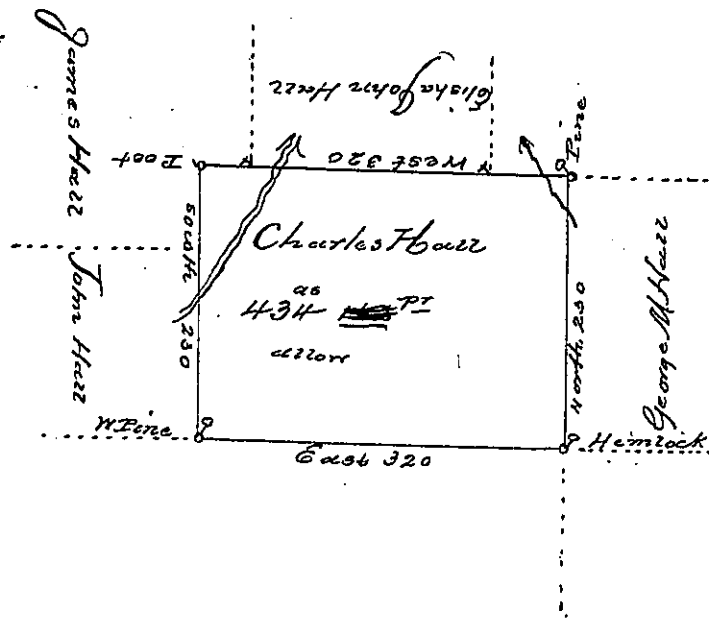 James Hall
Elisha John Hall
Pine
Post
West 320
Charles Hall
South 230
434 as pr
allow
John Hall
North 230
George M Hall
W Pine
Hemlock
East 320